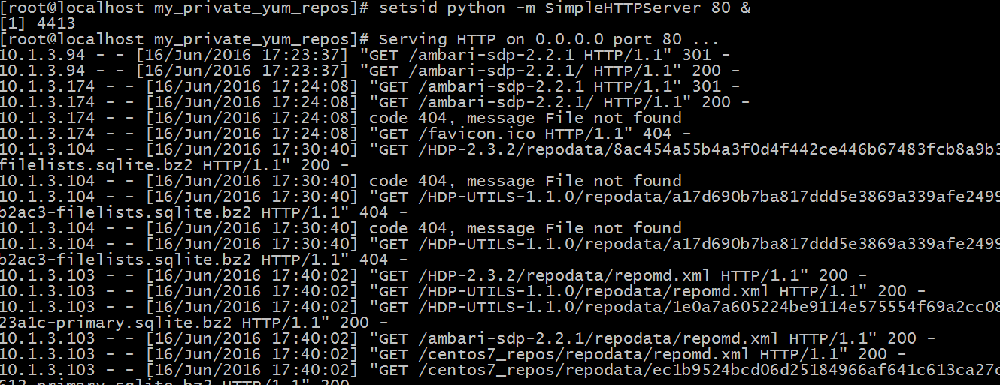 [root@localhost my_private_yum_repos]# setsid python -m SimpleHTTPServer 80 &
[1] 4413
[root@localhost my_private_yum_repos]# Serving HTTP on 0.0.0.0 port 80 ...
10.1.3.94 - - [16/Jun/2016 17:23:37] "GET /ambari-sdp-2.2.1 HTTP/1.1" 301 -
10.1.3.94 - - [16/Jun/2016 17:23:37] "GET /ambari-sdp-2.2.1/ HTTP/1.1" 200 -
10.1.3.174 - - [16/Jun/2016 17:24:08] "GET /ambari-sdp-2.2.1 HTTP/1.1" 301 -
10.1.3.174 - - [16/Jun/2016 17:24:08] "GET /ambari-sdp-2.2.1/ HTTP/1.1" 200 -
10.1.3.174 - - [16/Jun/2016 17:24:08] code 404, message File not found
10.1.3.174 - - [16/Jun/2016 17:24:08] "GET /favicon.ico HTTP/1.1" 404 -
10.1.3.104 - - [16/Jun/2016 17:30:40] "GET /HDP-2.3.2/repodata/8ac454a55b4a3f0d4f442ce446b67483fcb8a9b3
filelists.sqlite.bz2 HTTP/1.1" 200 -
10.1.3.104 - - [16/Jun/2016 17:30:40] code 404, message File not found
10.1.3.104 - - [16/Jun/2016 17:30:40] "GET /HDP-UTILS-1.1.0/repodata/a17d690b7ba817ddd5e3869a339afe2499
b2ac3-filelists.sqlite.bz2 HTTP/1.1" 404 -
10.1.3.104 - - [16/Jun/2016 17:30:40] code 404, message File not found
10.1.3.104 - - [16/Jun/2016 17:30:40] "GET /HDP-UTILS-1.1.0/repodata/a17d690b7ba817ddd5e3869a339afe2499
b2ac3-filelists.sqlite.bz2 HTTP/1.1" 404 -
10.1.3.103 - - [16/Jun/2016 17:40:02] "GET /HDP-2.3.2/repodata/repomd.xml HTTP/1.1" 200 -
10.1.3.103 - - [16/Jun/2016 17:40:02] "GET /HDP-UTILS-1.1.0/repodata/repomd.xml HTTP/1.1" 200 -
10.1.3.103 - - [16/Jun/2016 17:40:02] "GET /HDP-UTILS-1.1.0/repodata/1e0a7a605224be9114e575554f69a2cc08
23a1c-primary.sqlite.bz2 HTTP/1.1" 200 -
10.1.3.103 - - [16/Jun/2016 17:40:02] "GET /ambari-sdp-2.2.1/repodata/repomd.xml HTTP/1.1" 200 -
10.1.3.103 - - [16/Jun/2016 17:40:02] "GET /centos7_repos/repodata/repomd.xml HTTP/1.1" 200 -
10.1.3.103 - - [16/Jun/2016 17:40:02] "GET /centos7_repos/repodata/ec1b9524bcd06d25184966af641c613ca27c